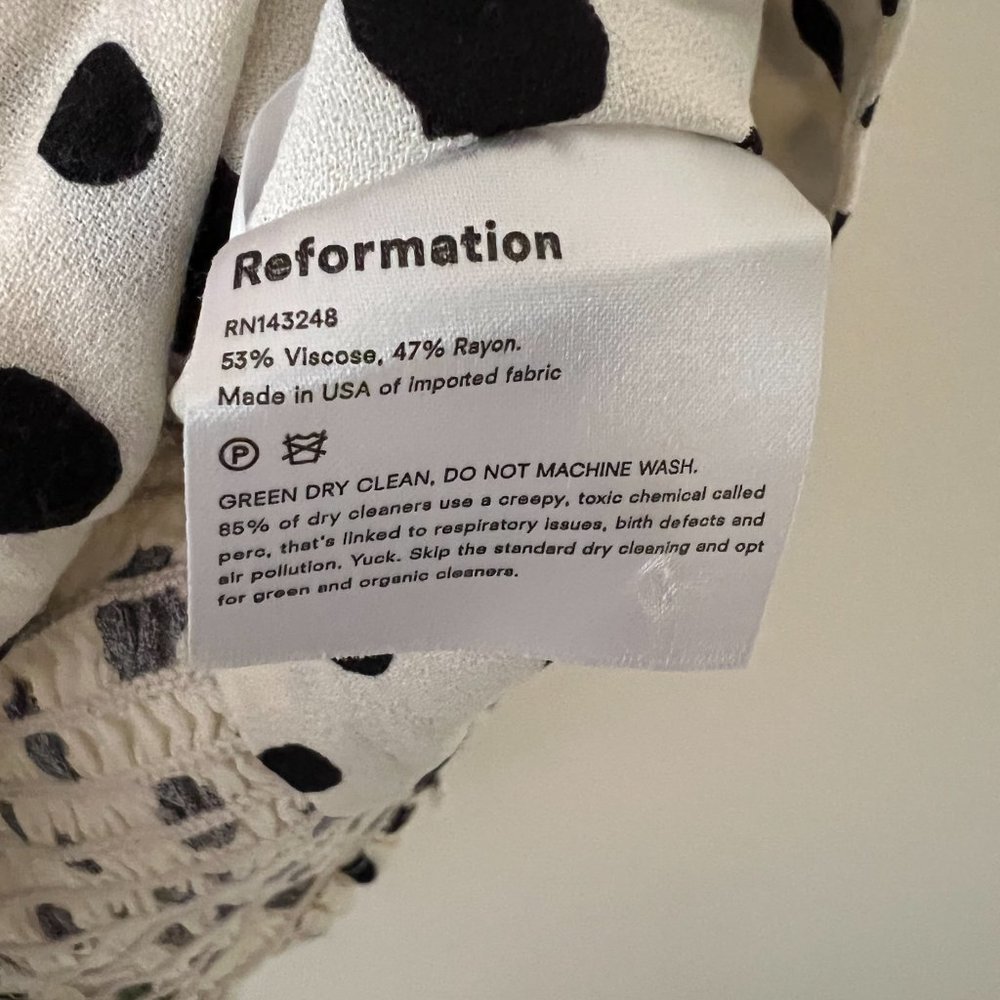 Reformation
RN143248
53% Viscose, 47% Rayon.
Made in USA of imported fabric
P
GREEN DRY CLEAN, DO NOT MACHINE WASH.
85% of dry cleaners use a creepy, toxic chemical called
perc, that's linked to respiratory issues, birth defects and
air pollution. Yuck. Skip the standard dry cleaning and opt
for green and organic cleaners.